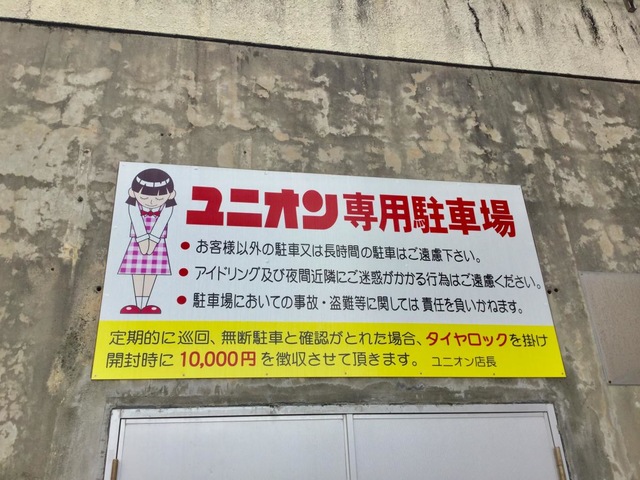 ユニオン専用駐車場
● お客様以外の駐車又は長時間の駐車はご遠慮下さい。
● アイドリング及び夜間近隣にご迷惑がかかる行為はご遠慮ください。
● 駐車場においての事故・盗難等に関しては責任を負いかねます。
定期的に巡回、無断駐車と確認がとれた場合、タイヤロックを掛け
開封時に10,000円を徴収させて頂きます。 ユニオン店長